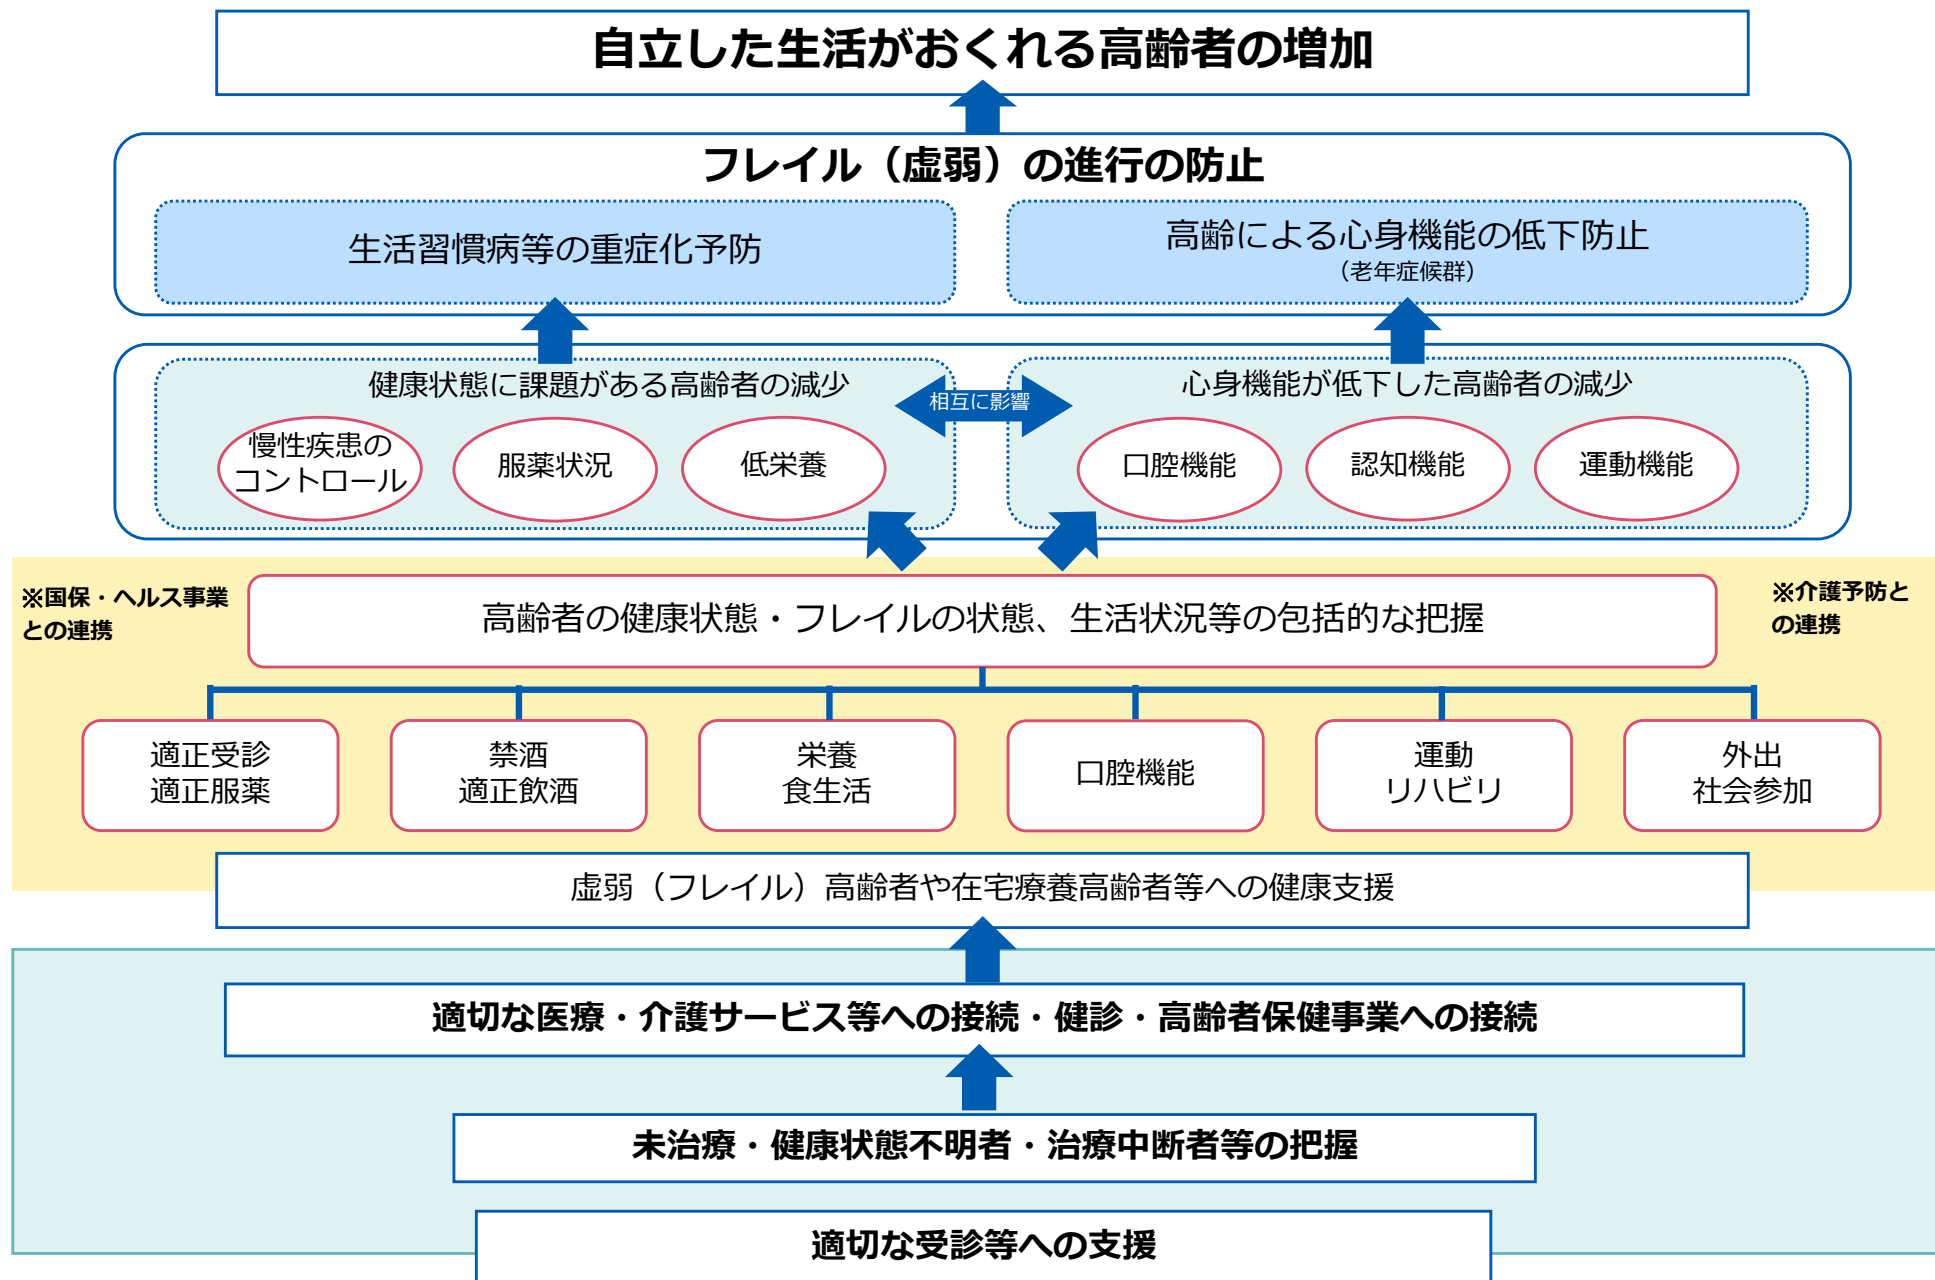 自立した生活がおくれる高齢者の増加
フレイル（虚弱）の進行の防止
生活習慣病等の重症化予防
高齢による心身機能の低下防止
（老年症候群）
健康状態に課題がある高齢者の減少
相互に影響
心身機能が低下した高齢者の減少
慢性疾患の
コントロール
服薬状況
低栄養
口腔機能
認知機能
運動機能
※国保・ヘルス事業
との連携
高齢者の健康状態・フレイルの状態、生活状況等の包括的な把握
※介護予防と
の連携
適正受診
適正服薬
禁酒
適正飲酒
栄養
食生活
口腔機能
運動
リハビリ
外出
社会参加
虚弱（フレイル）高齢者や在宅療養高齢者等への健康支援
適切な医療・介護サービス等への接続・健診・高齢者保健事業への接続
未治療・健康状態不明者・治療中断者等の把握
適切な受診等への支援